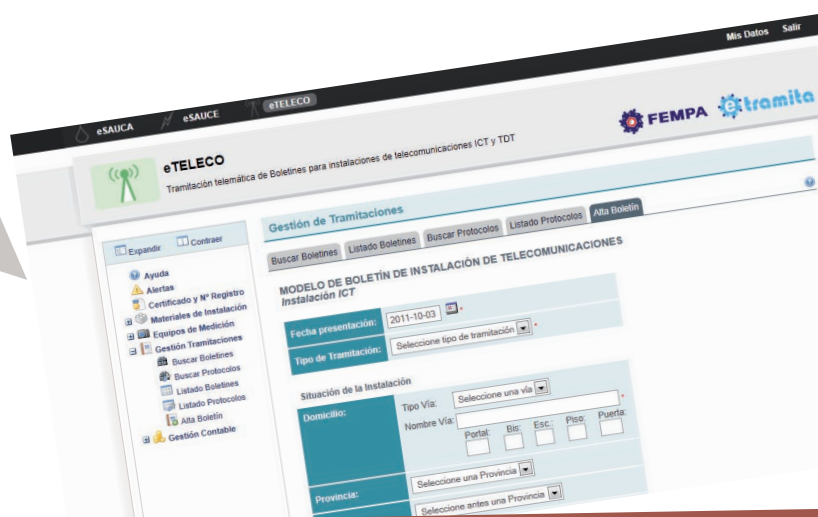 Mis Datos Salir
eSAUCA eSAUCE eTELECO
eTELECO
Tramitación telemática de Boletines para instalaciones de telecomunicaciones ICT y TDT
FEMPA etramita
Expandir Contraer
Ayuda
Alertas
Certificado y Nº Registro
Materiales de Instalación
Equipos de Medición
Gestión Tramitaciones
Buscar Boletines
Buscar Protocolos
Listado Boletines
Listado Protocolos
Alta Boletín
Gestión Contable
Gestión de Tramitaciones
Buscar Boletines Listado Boletines Buscar Protocolos Listado Protocolos Alta Boletín
MODELO DE BOLETÍN DE INSTALACIÓN DE TELECOMUNICACIONES
Instalación ICT
Fecha presentación: 2011-10-03 *
Tipo de Tramitación: Seleccione tipo de tramitación *
Situación de la Instalación
Domicilio: Tipo Vía: Seleccione una vía
Nombre Vía: *
Portal: Bis: Esc.: Piso: Puerta:
Provincia: Seleccione una Provincia
Seleccione antes una Provincia *